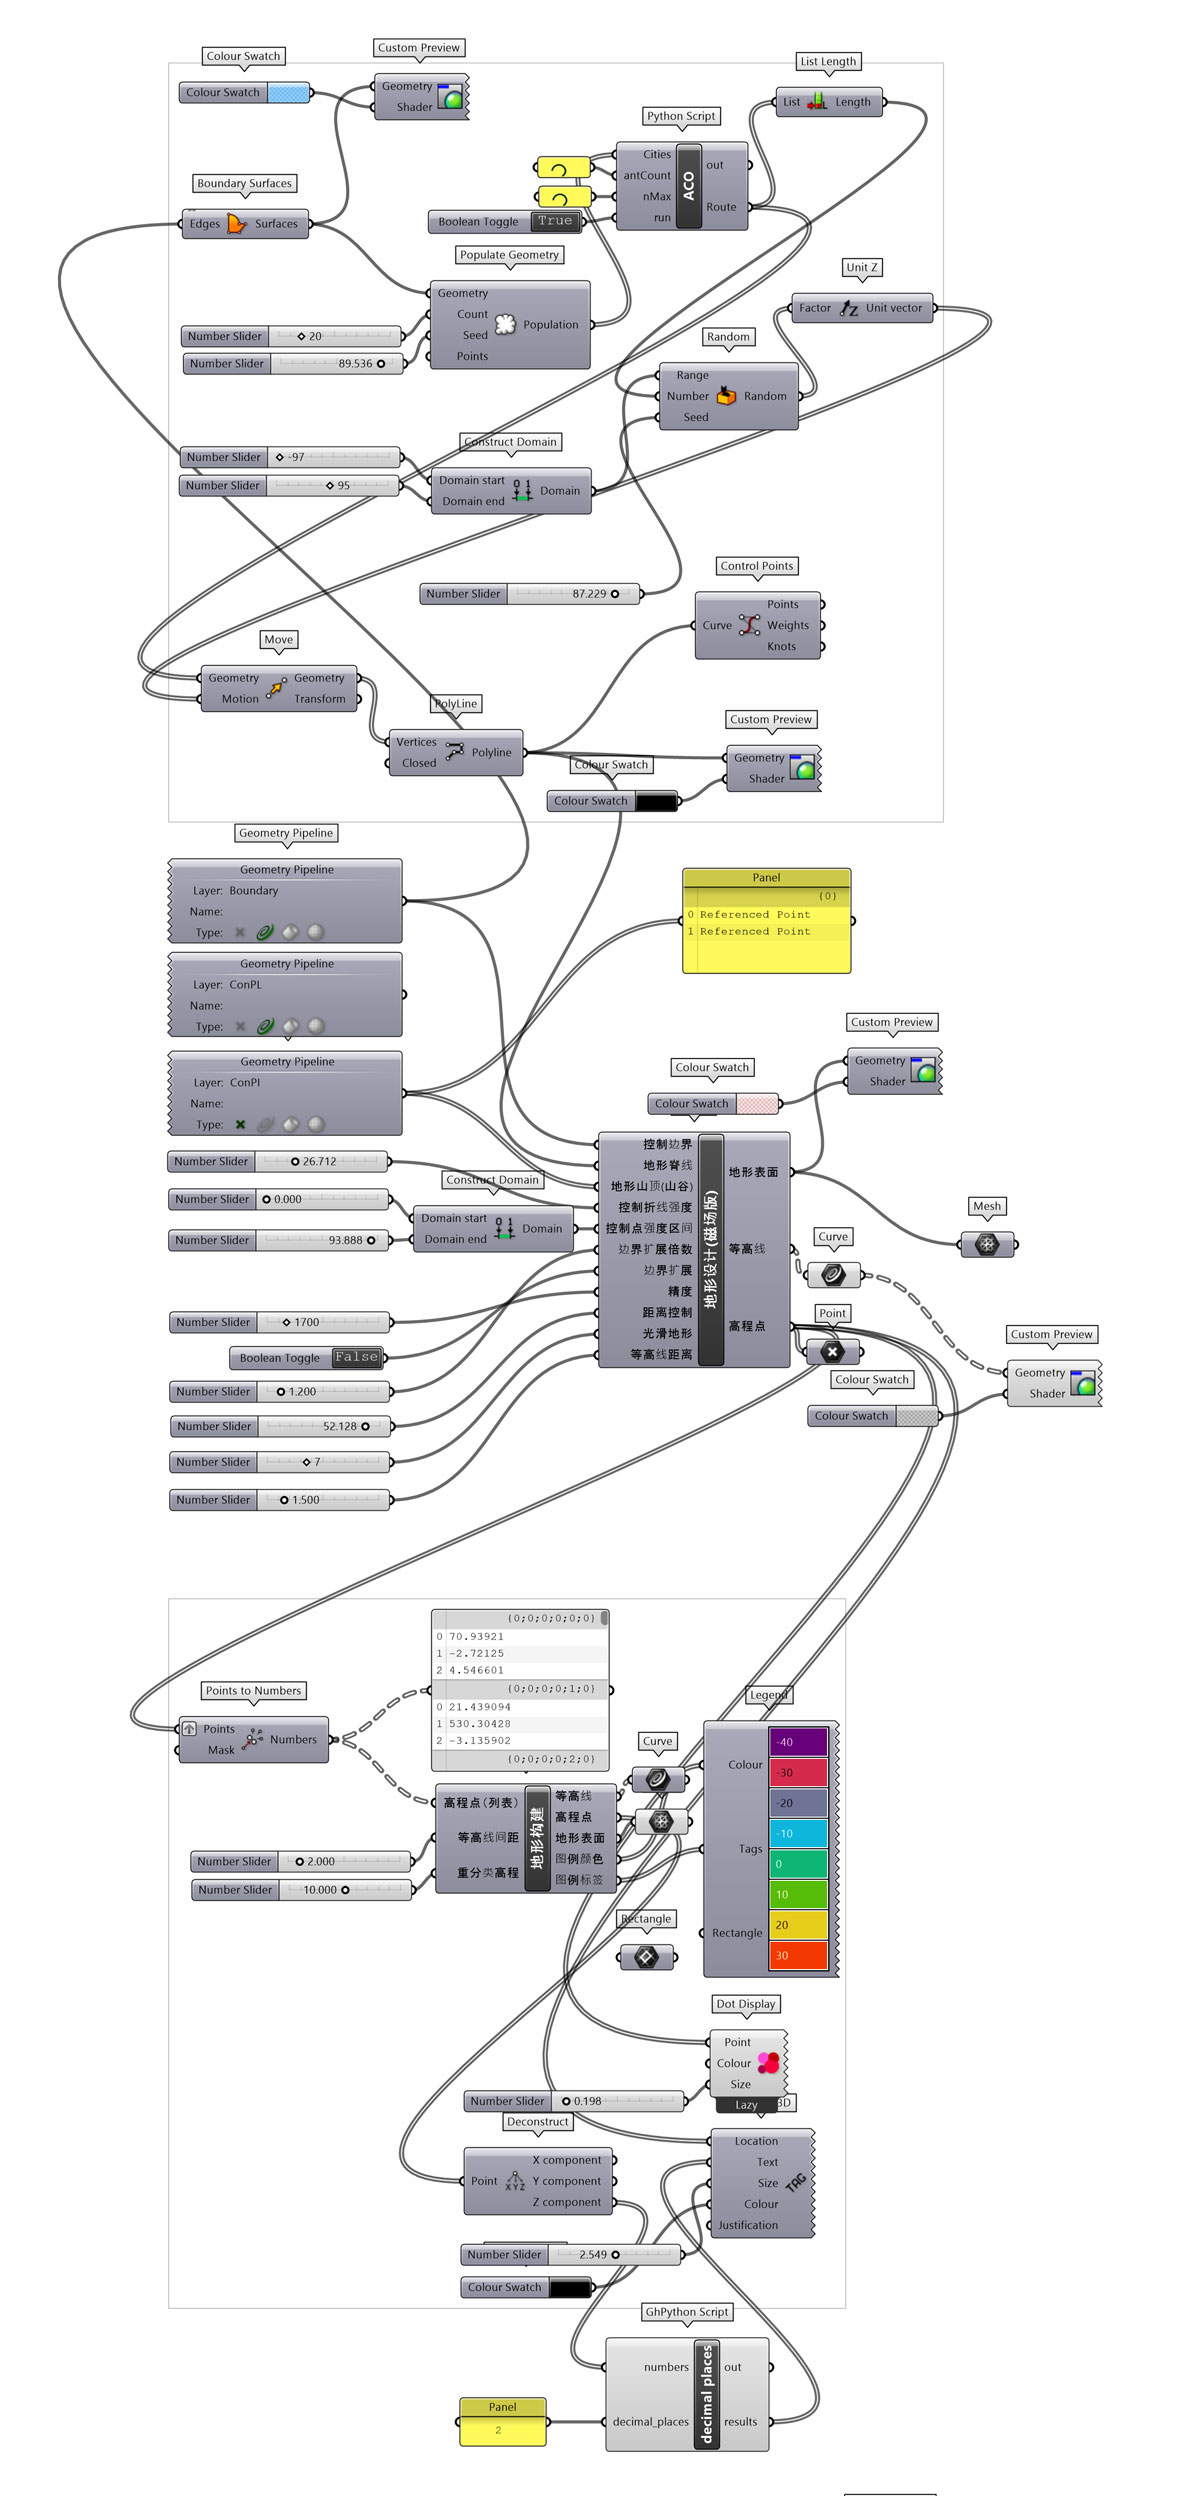 Colour Swatch
Custom Preview
List Length
Colour Swatch
Geometry
Shader
List Length
Python Script
Cities
antCount
nMax
run
ACO
out
Route
Boundary Surfaces
Edges Surfaces
Boolean Toggle True
Populate Geometry
Unit Z
Geometry
Count
Seed
Points
Population
Factor Unit vector
Number Slider 20
Number Slider 89.536
Random
Range
Number
Seed
Random
Construct Domain
Number Slider -97
Number Slider 95
Domain start
Domain end
Domain
Control Points
Number Slider 87.229
Curve
Points
Weights
Knots
Move
Geometry Geometry
Motion Transform
PolyLine
Vertices
Closed
Polyline
Custom Preview
Geometry
Shader
Colour Swatch
Colour Swatch
Geometry Pipeline
Geometry Pipeline
Layer: Boundary
Name:
Type:
Panel
{0}
0 Referenced Point
1 Referenced Point
Geometry Pipeline
Layer: ConPL
Name:
Type:
Geometry Pipeline
Layer: ConPI
Name:
Type:
Custom Preview
Geometry
Shader
Colour Swatch
Colour Swatch
Number Slider 26.712
Number Slider 0.000
Number Slider 93.888
Construct Domain
Domain start
Domain end
Domain
控制边界
地形脊线
地形山顶(山谷)
控制折线强度
控制点强度区间
边界扩展倍数
边界扩展
精度
距离控制
光滑地形
等高线距离
地形设计(磁场版)
地形表面
等高线
高程点
Mesh
Curve
Point
Number Slider 1700
Boolean Toggle False
Number Slider 1.200
Number Slider 52.128
Number Slider 7
Number Slider 1.500
Custom Preview
Geometry
Shader
Colour Swatch
Colour Swatch
{0;0;0;0;0;0}
0 70.93921
1 -2.72125
2 4.546601
{0;0;0;0;1;0}
0 21.439094
1 530.30428
2 -3.135902
{0;0;0;0;2;0}
Points to Numbers
Points
Mask
Numbers
Legend
Colour
Tags
Rectangle
-40
-30
-20
-10
0
10
20
30
Curve
高程点(列表)
等高线间距
重分类高程
地形构建
等高线
高程点
地形表面
图例颜色
图例标签
Number Slider 2.000
Number Slider 10.000
Rectangle
Dot Display
Point
Colour
Size
Lazy
3D
Number Slider 0.198
Deconstruct
Point
X component
Y component
Z component
Location
Text
Size
Colour
Justification
TAG
Number Slider 2.549
Colour Swatch
GhPython Script
numbers
decimal_places
decimal places
out
results
Panel
2